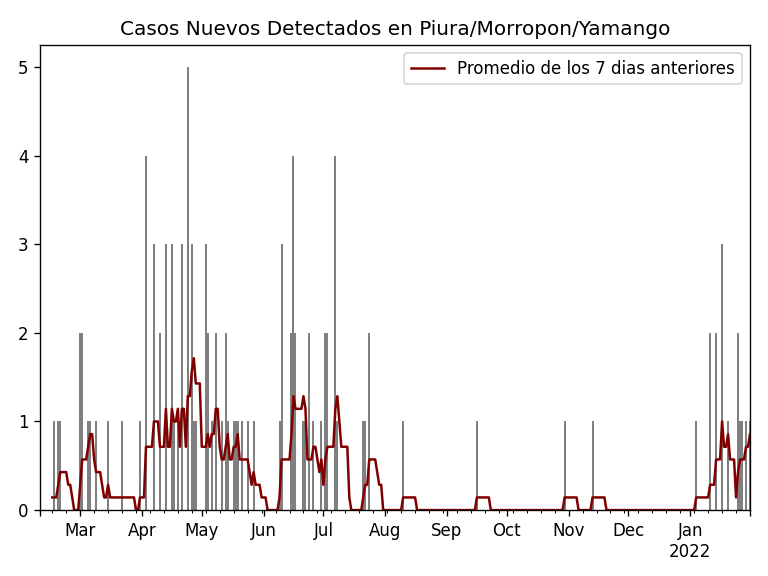 Casos Nuevos Detectados en Piura/Morropon/Yamango
Promedio de los 7 dias anteriores
5
4
3
2
1
0
Mar Apr May Jun Jul Aug Sep Oct Nov Dec Jan
2022